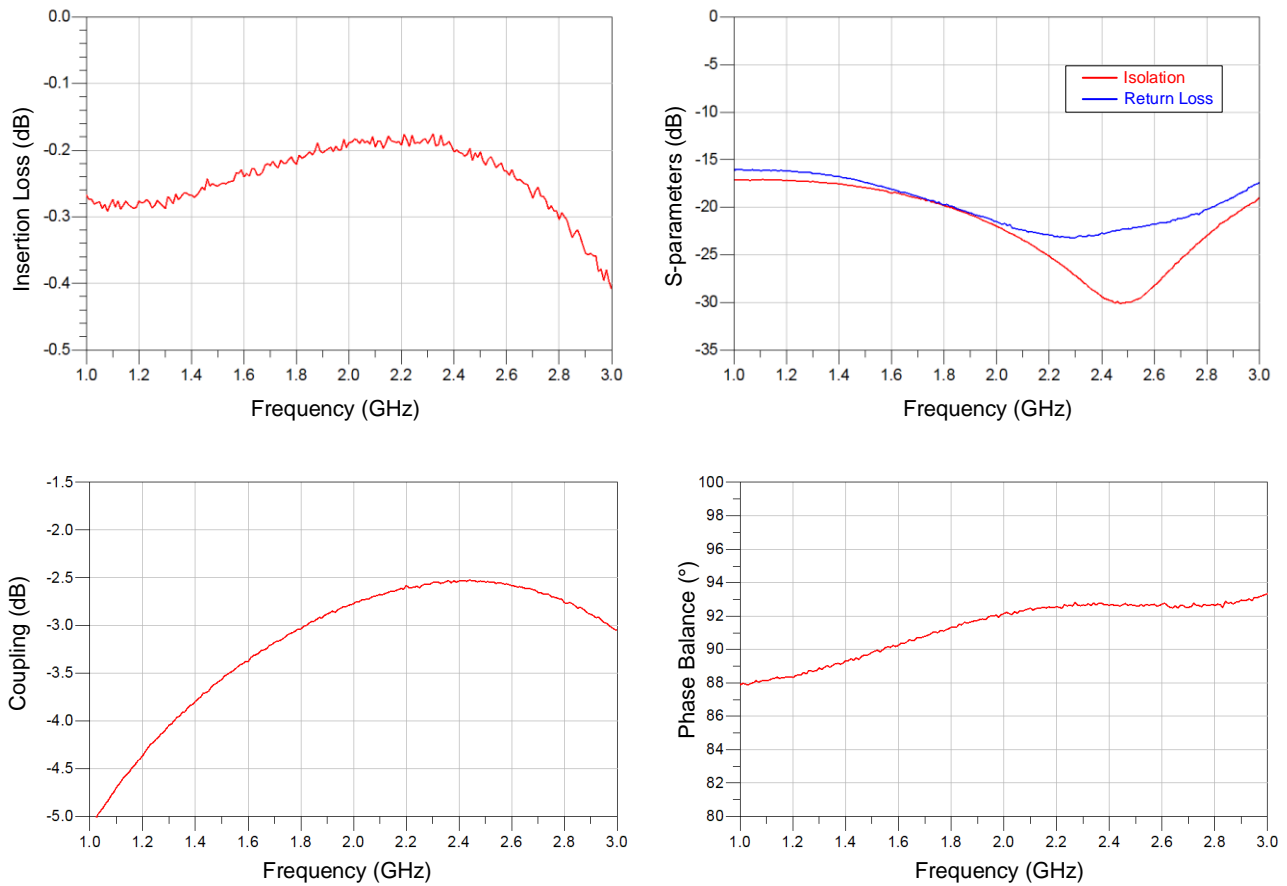 Insertion Loss (dB)
0.0
-0.1
-0.2
-0.3
-0.4
-0.5
1.0 1.2 1.4 1.6 1.8 2.0 2.2 2.4 2.6 2.8 3.0
Frequency (GHz)
S-parameters (dB)
0
-5
-10
-15
-20
-25
-30
-35
Isolation
Return Loss
1.0 1.2 1.4 1.6 1.8 2.0 2.2 2.4 2.6 2.8 3.0
Frequency (GHz)
Coupling (dB)
-1.5
-2.0
-2.5
-3.0
-3.5
-4.0
-4.5
-5.0
1.0 1.2 1.4 1.6 1.8 2.0 2.2 2.4 2.6 2.8 3.0
Frequency (GHz)
Phase Balance (°)
100
98
96
94
92
90
88
86
84
82
80
1.0 1.2 1.4 1.6 1.8 2.0 2.2 2.4 2.6 2.8 3.0
Frequency (GHz)